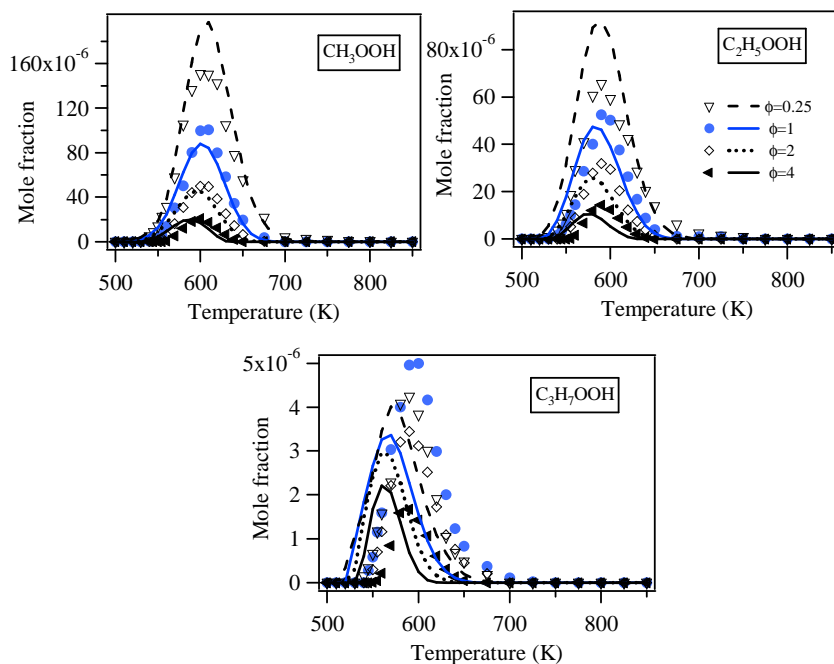 CH₃OOH
160x10⁻⁶
120
80
40
0
Mole fraction
500 600 700 800
Temperature (K)
C₂H₅OOH
80x10⁻⁶
60
40
20
0
Mole fraction
ϕ=0.25
ϕ=1
ϕ=2
ϕ=4
500 600 700 800
Temperature (K)
C₃H₇OOH
5x10⁻⁶
4
3
2
1
0
Mole fraction
500 600 700 800
Temperature (K)